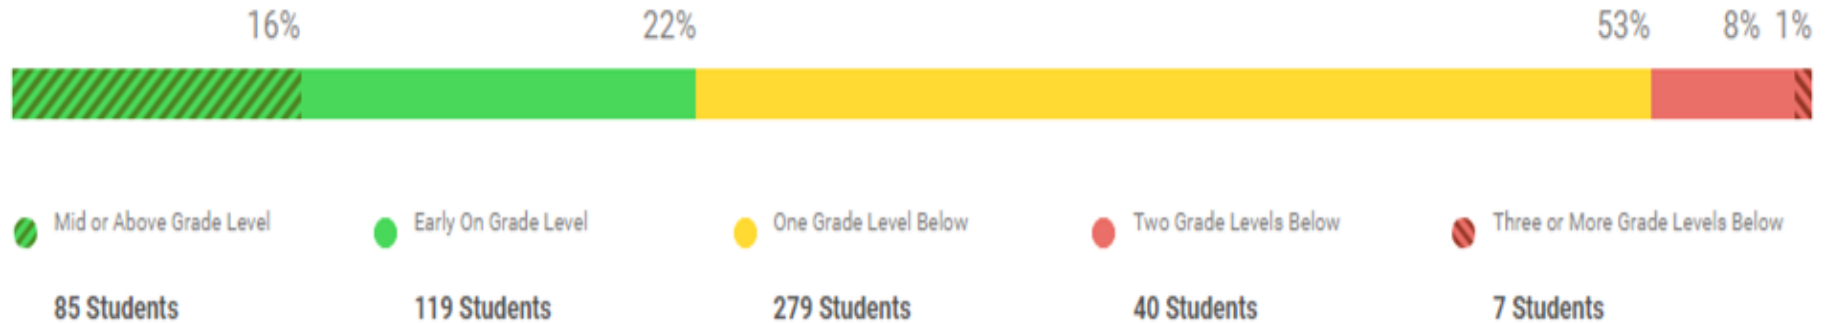 16% 22% 53% 8% 1%
Mid or Above Grade Level Early On Grade Level One Grade Level Below Two Grade Levels Below Three or More Grade Levels Below
85 Students 119 Students 279 Students 40 Students 7 Students